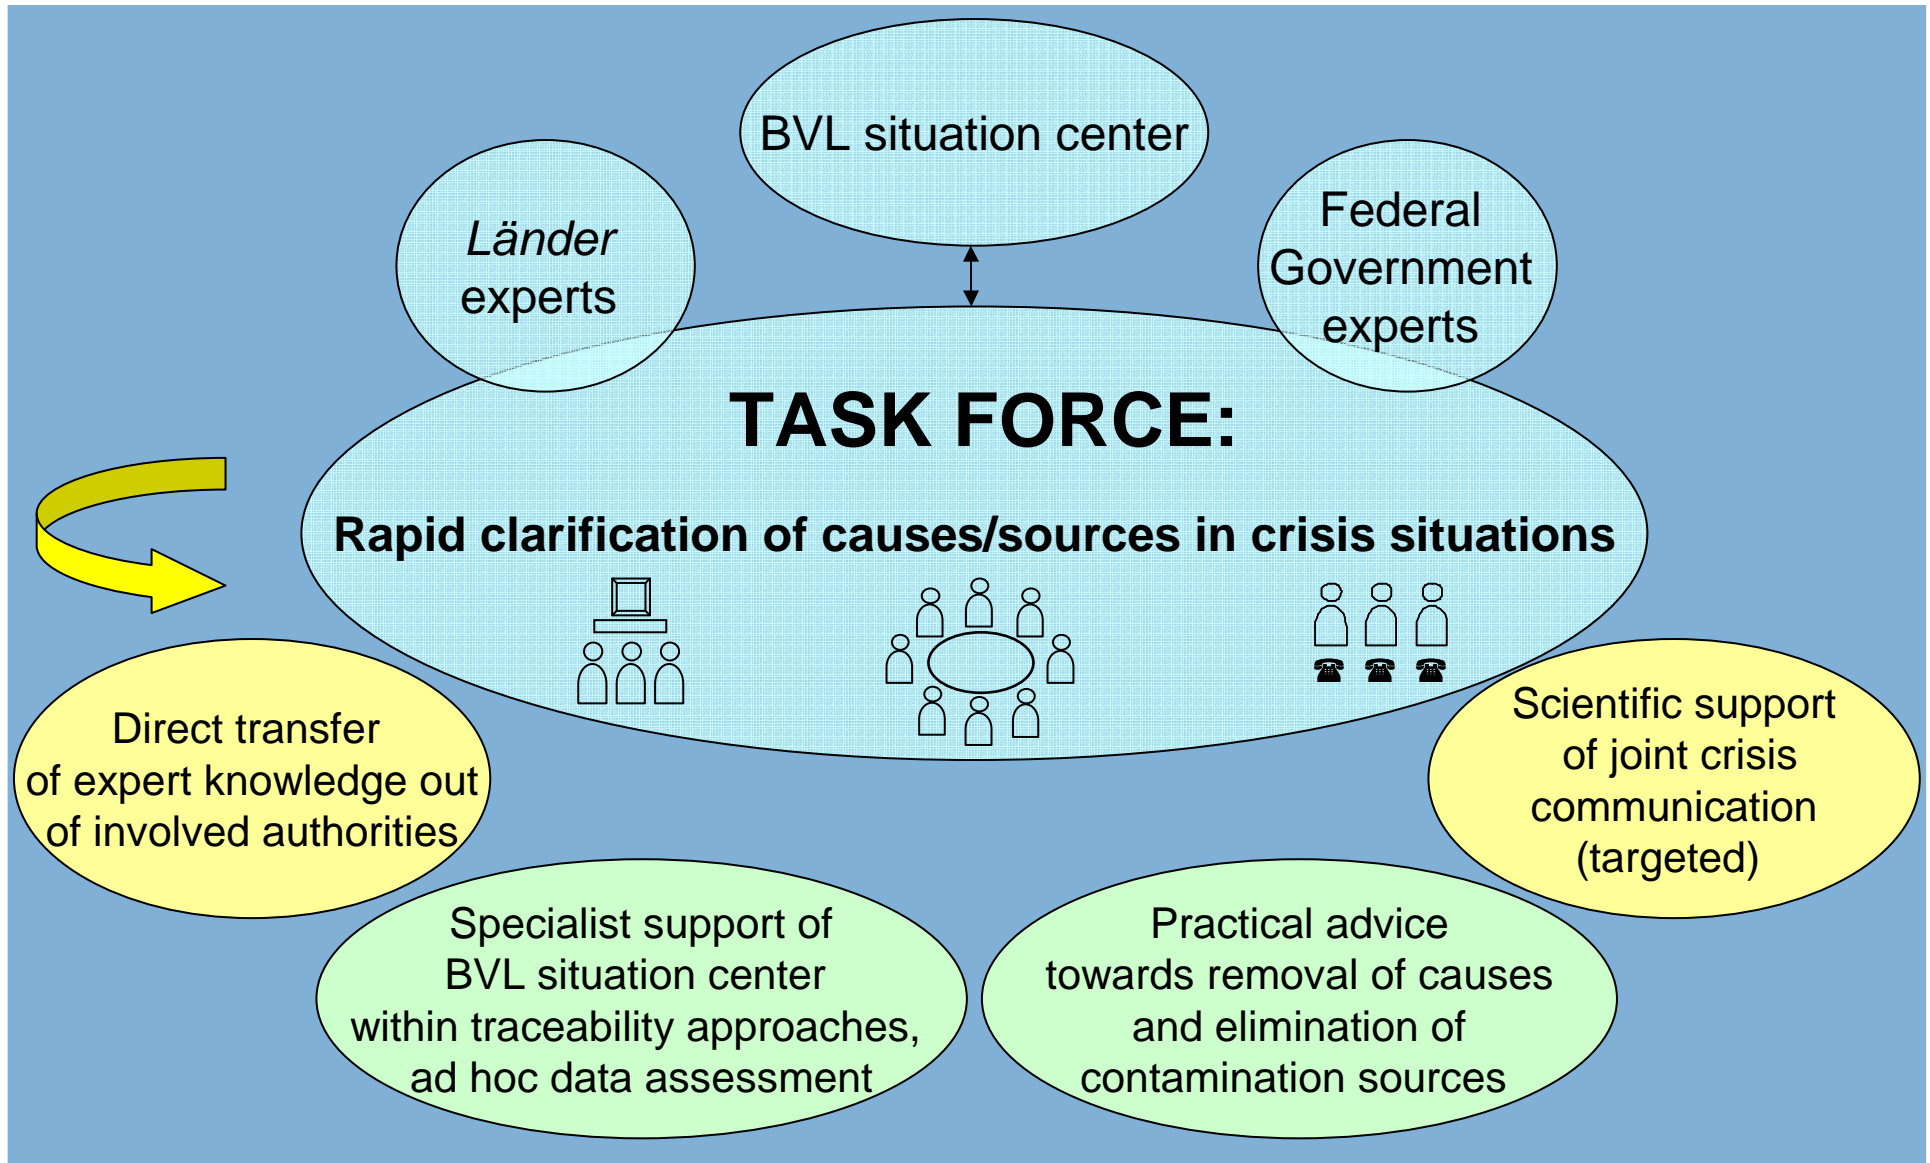 BVL situation center
Länder
experts
Federal
Government
experts
TASK FORCE:
Rapid clarification of causes/sources in crisis situations
Direct transfer
of expert knowledge out
of involved authorities
Scientific support
of joint crisis
communication
(targeted)
Specialist support of
BVL situation center
within traceability approaches,
ad hoc data assessment
Practical advice
towards removal of causes
and elimination of
contamination sources